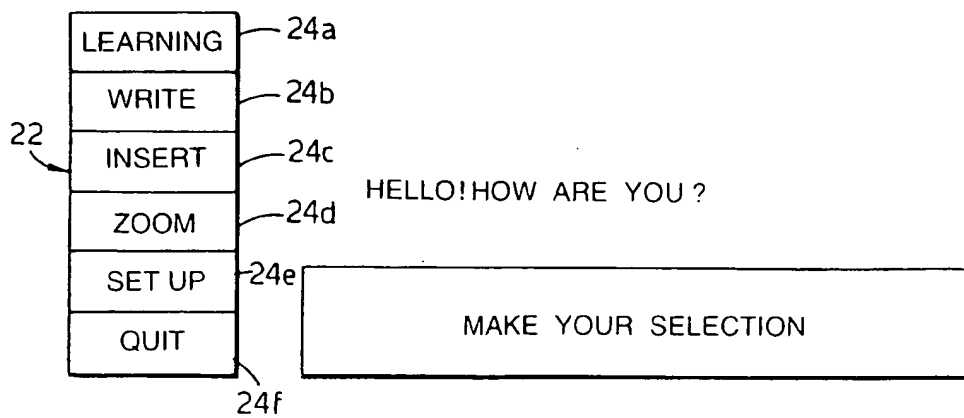 LEARNING 24a
WRITE 24b
22
INSERT 24c
HELLO! HOW ARE YOU ?
ZOOM 24d
SET UP 24e
MAKE YOUR SELECTION
QUIT
24f